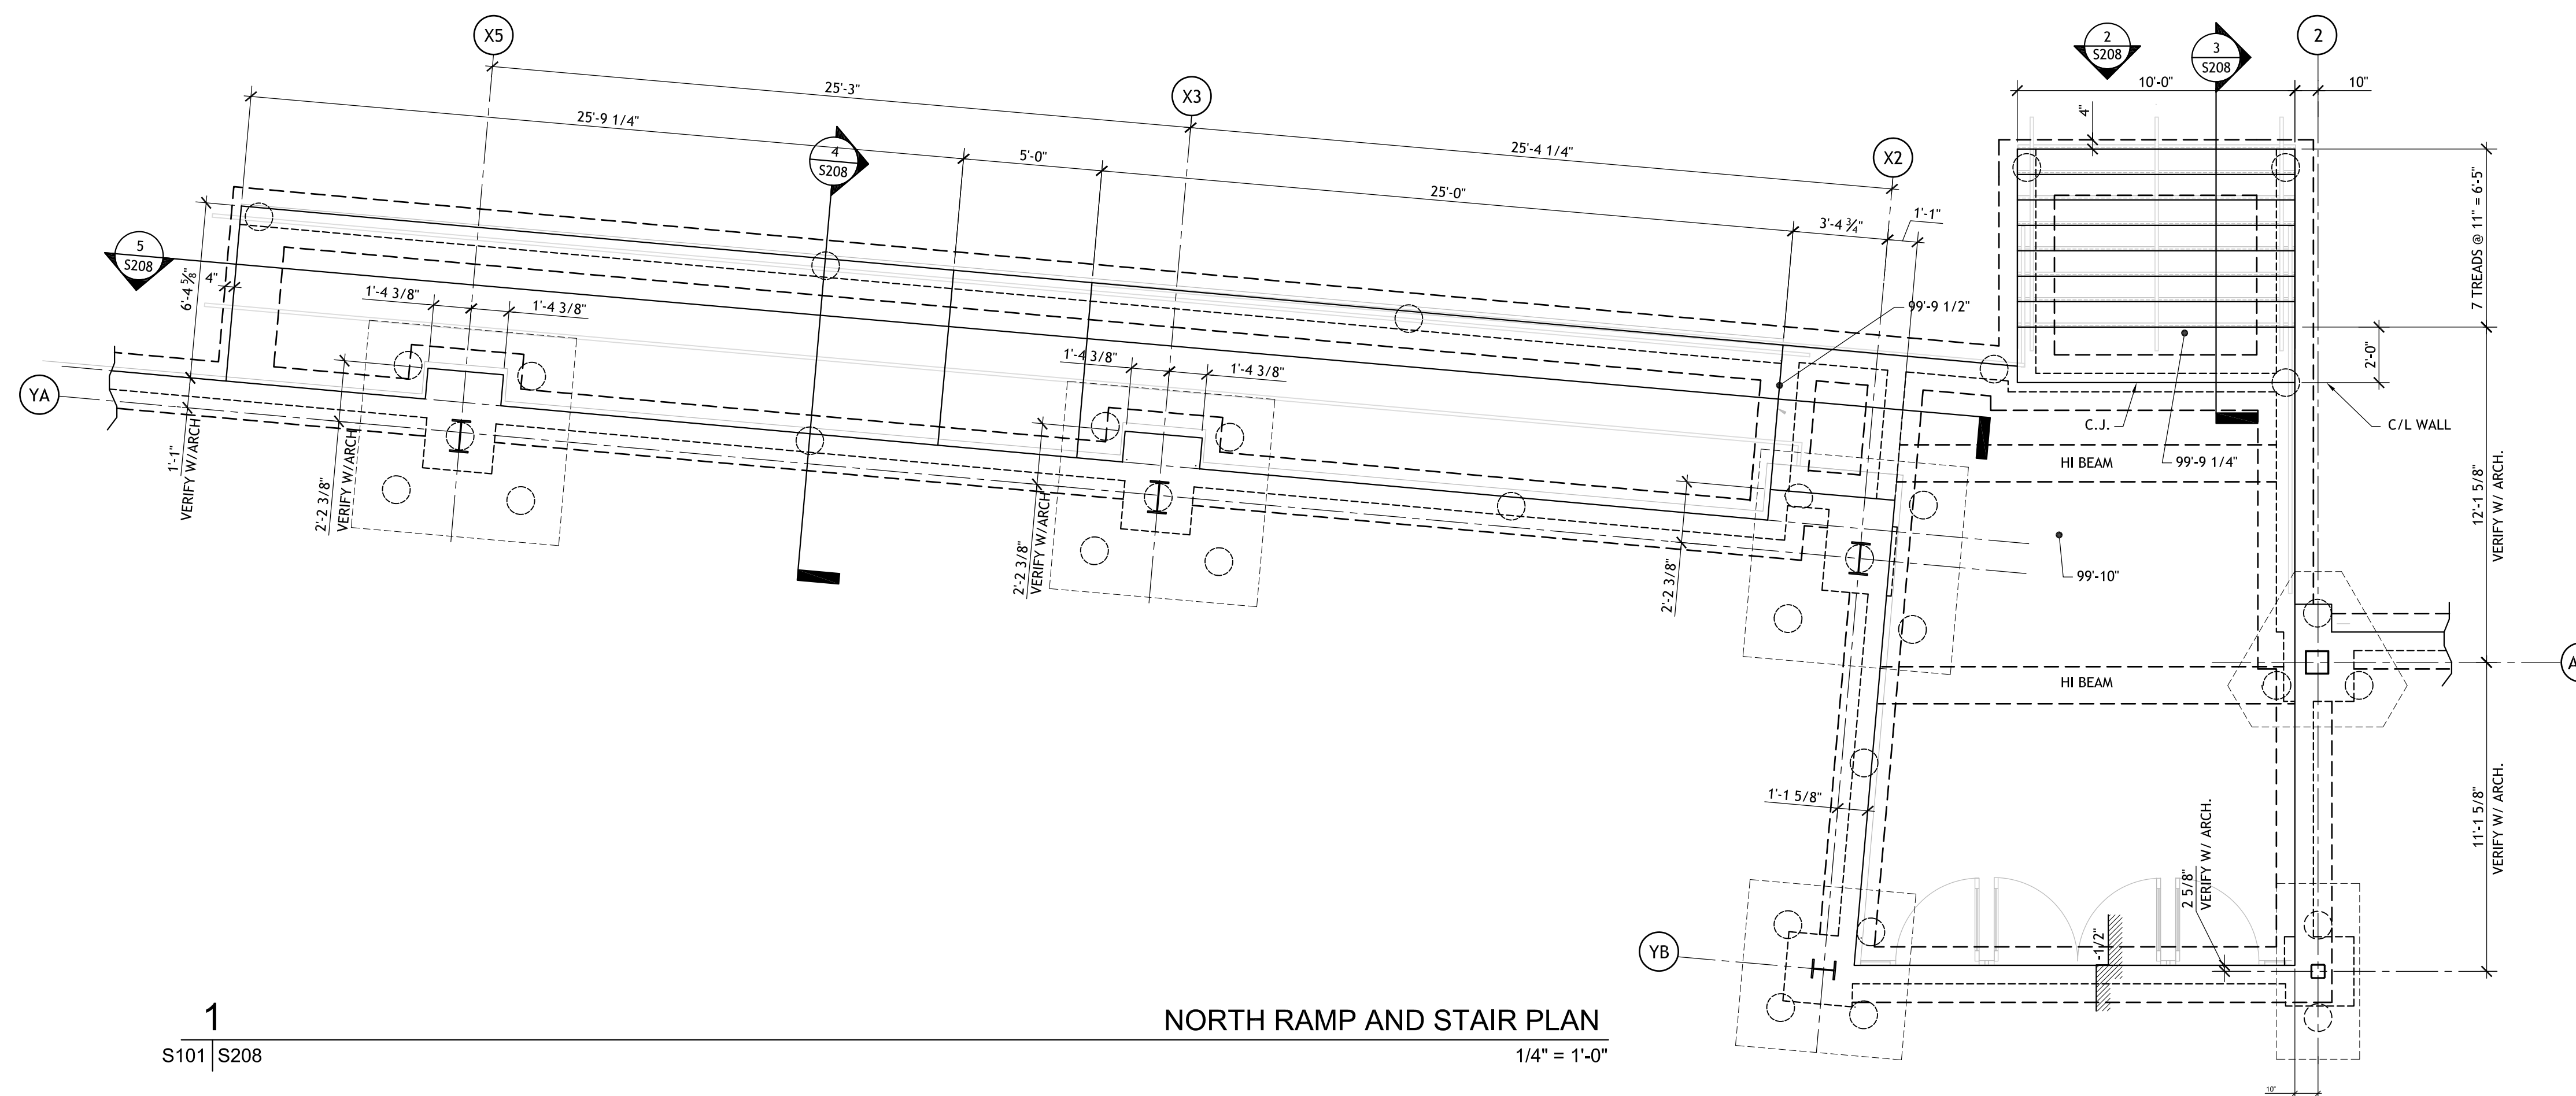 X5
X3
X2
2
S208
3
S208
2
25'-3"
25'-9 1/4"
5'-0"
25'-4 1/4"
25'-0"
3'-4 3/4"
1'-1"
10'-0"
10"
4"
4
S208
5
S208
6'-4 5/8"
4"
1'-4 3/8"
1'-4 3/8"
1'-4 3/8"
1'-4 3/8"
99'-9 1/2"
7 TREADS @ 11" = 6'-5"
2'-0"
YA
1'-1"
VERIFY W/ARCH
2'-2 3/8"
VERIFY W/ARCH
2'-2 3/8"
VERIFY W/ARCH
2'-2 3/8"
C.J.
C/L WALL
HI BEAM
99'-9 1/4"
12'-1 5/8"
VERIFY W/ ARCH.
99'-10"
HI BEAM
A
1'-1 5/8"
11'-1 5/8"
VERIFY W/ ARCH.
2 5/8"
VERIFY W/ ARCH.
-1/2"
YB
10"
1
NORTH RAMP AND STAIR PLAN
S101 S208
1/4" = 1'-0"